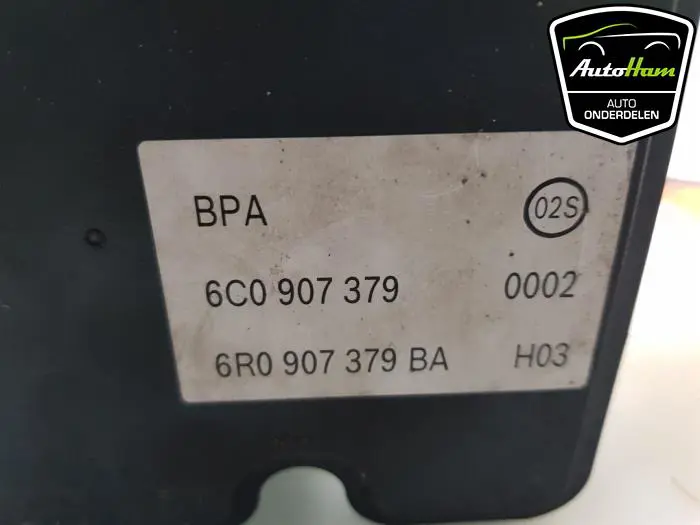 AutoHam
AUTO
ONDERDELEN
BPA 02S
6C0 907 379 0002
6R0 907 379 BA H03